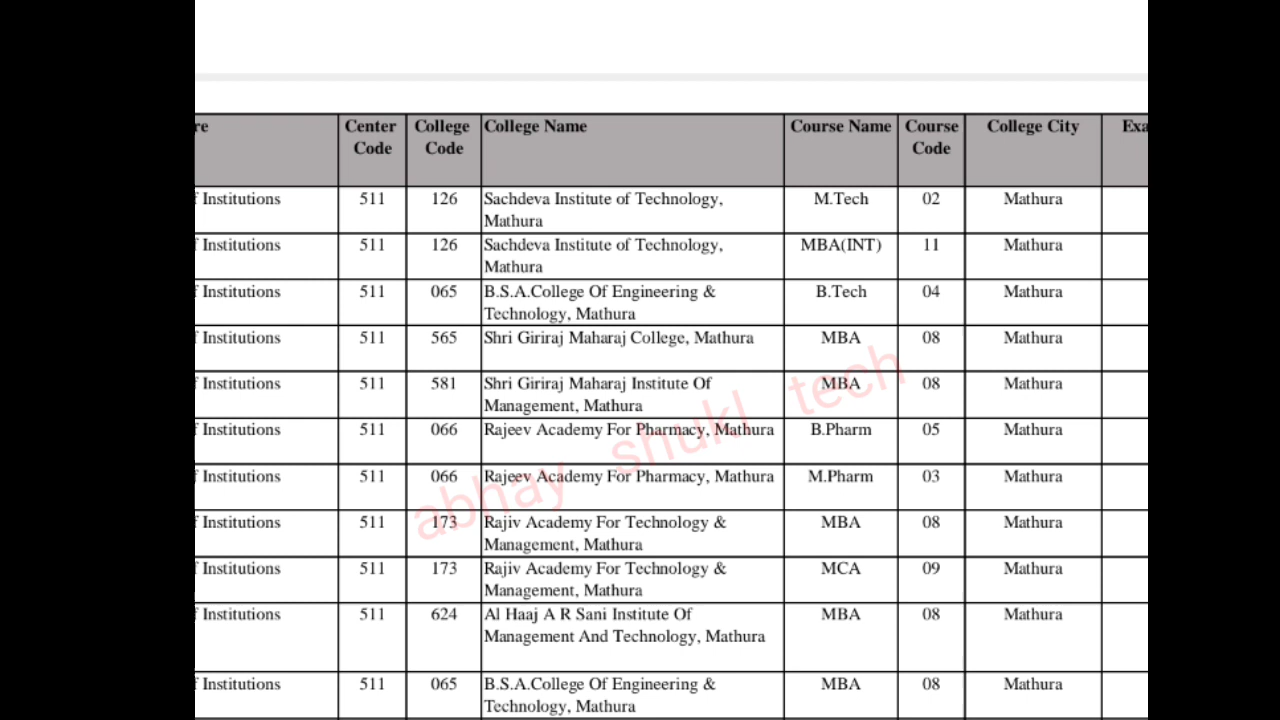 re Center College College Name Course Name Course College City Exa
Code Code Code
f Institutions 511 126 Sachdeva Institute of Technology, M.Tech 02 Mathura
Mathura
f Institutions 511 126 Sachdeva Institute of Technology, MBA(INT) 11 Mathura
Mathura
f Institutions 511 065 B.S.A.College Of Engineering & B.Tech 04 Mathura
Technology, Mathura
f Institutions 511 565 Shri Giriraj Maharaj College, Mathura MBA 08 Mathura
f Institutions 511 581 Shri Giriraj Maharaj Institute Of MBA 08 Mathura
Management, Mathura
f Institutions 511 066 Rajeev Academy For Pharmacy, Mathura B.Pharm 05 Mathura
f Institutions 511 066 Rajeev Academy For Pharmacy, Mathura M.Pharm 03 Mathura
f Institutions 511 173 Rajiv Academy For Technology & MBA 08 Mathura
Management, Mathura
f Institutions 511 173 Rajiv Academy For Technology & MCA 09 Mathura
Management, Mathura
f Institutions 511 624 Al Haaj A R Sani Institute Of MBA 08 Mathura
Management And Technology, Mathura
f Institutions 511 065 B.S.A.College Of Engineering & MBA 08 Mathura
Technology, Mathura
abhay shukl tech